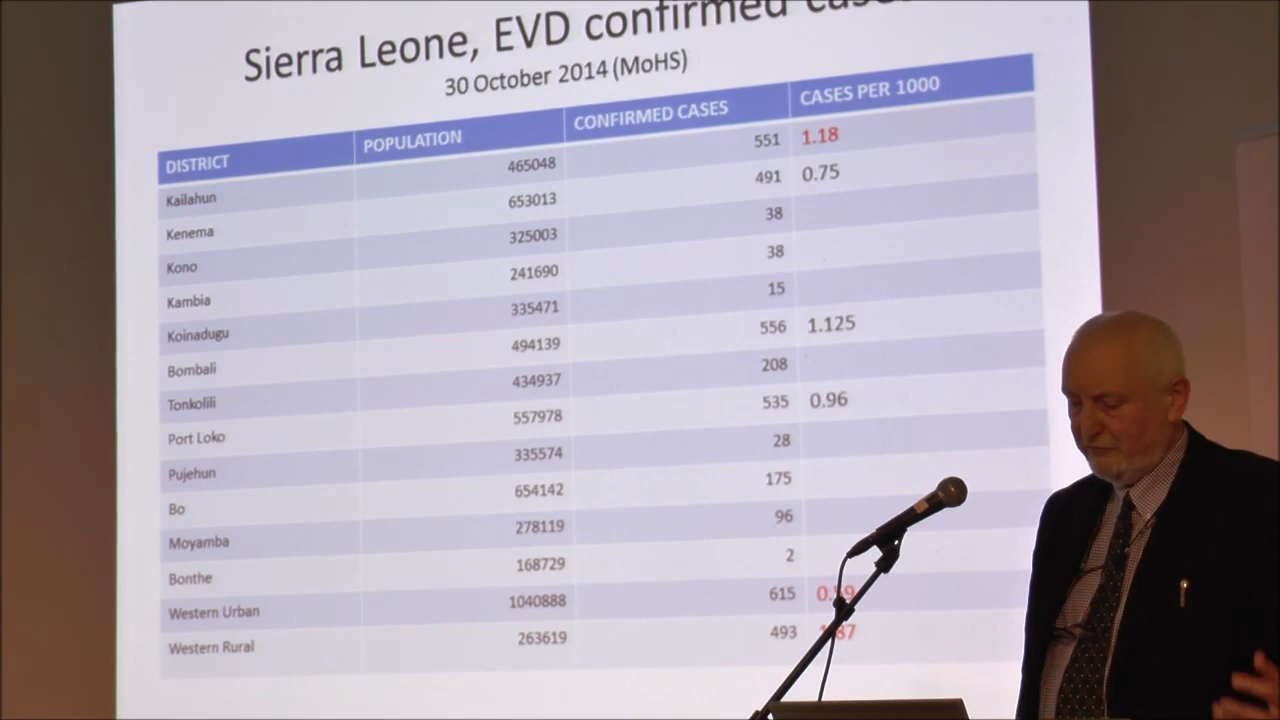 Sierra Leone, EVD confirmed cases
30 October 2014 (MoHS)
DISTRICT POPULATION CONFIRMED CASES CASES PER 1000
Kailahun 465048 551 1.18
Kenema 653013 491 0.75
Kono 325003 38
Kambia 241690 38
Koinadugu 335471 15
Bombali 494139 556 1.125
Tonkolili 434937 208
Port Loko 557978 535 0.96
Pujehun 335574 28
Bo 654142 175
Moyamba 278119 96
Bonthe 168729 2
Western Urban 1040888 615 0.59
Western Rural 263619 493